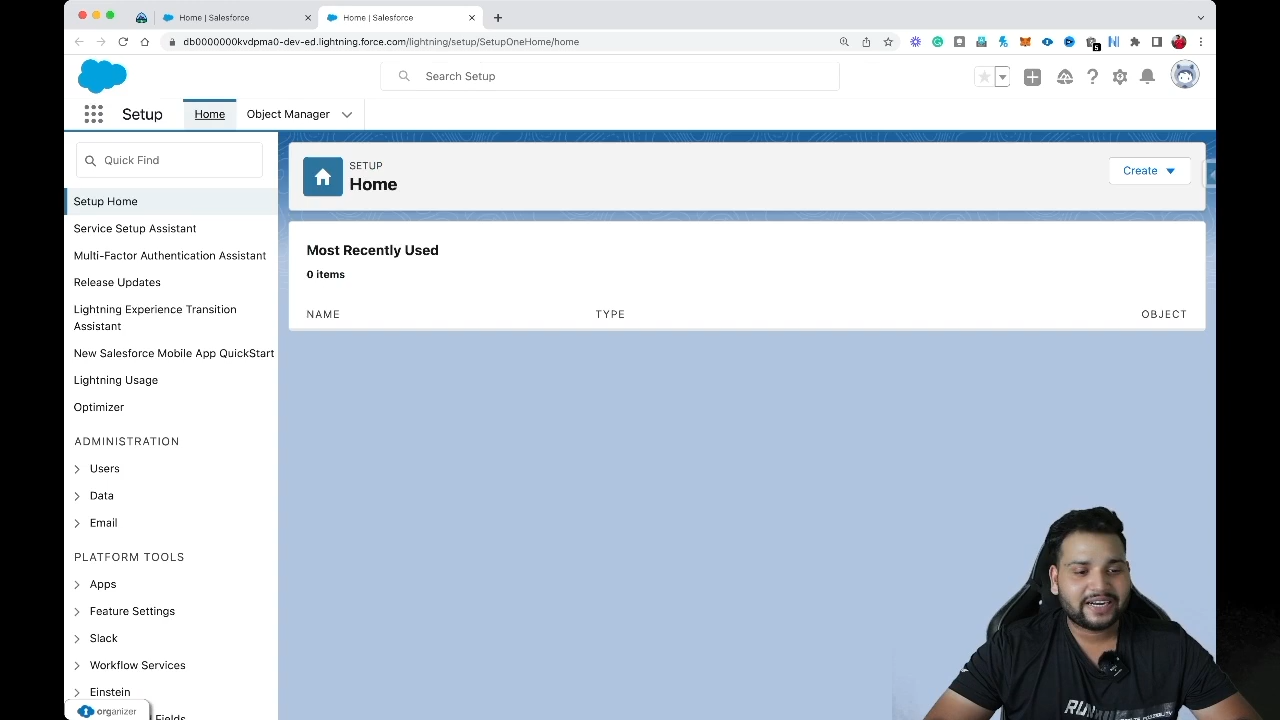 Home | Salesforce
Home | Salesforce
db0000000kvdpma0-dev-ed.lightning.force.com/lightning/setup/SetupOneHome/home
5
Search Setup
Setup
Home
Object Manager
Quick Find
Setup Home
Service Setup Assistant
Multi-Factor Authentication Assistant
Release Updates
Lightning Experience Transition
Assistant
New Salesforce Mobile App QuickStart
Lightning Usage
Optimizer
ADMINISTRATION
Users
Data
Email
PLATFORM TOOLS
Apps
Feature Settings
Slack
Workflow Services
Einstein
Fields
organizer
SETUP
Home
Create
Most Recently Used
0 items
NAME
TYPE
OBJECT